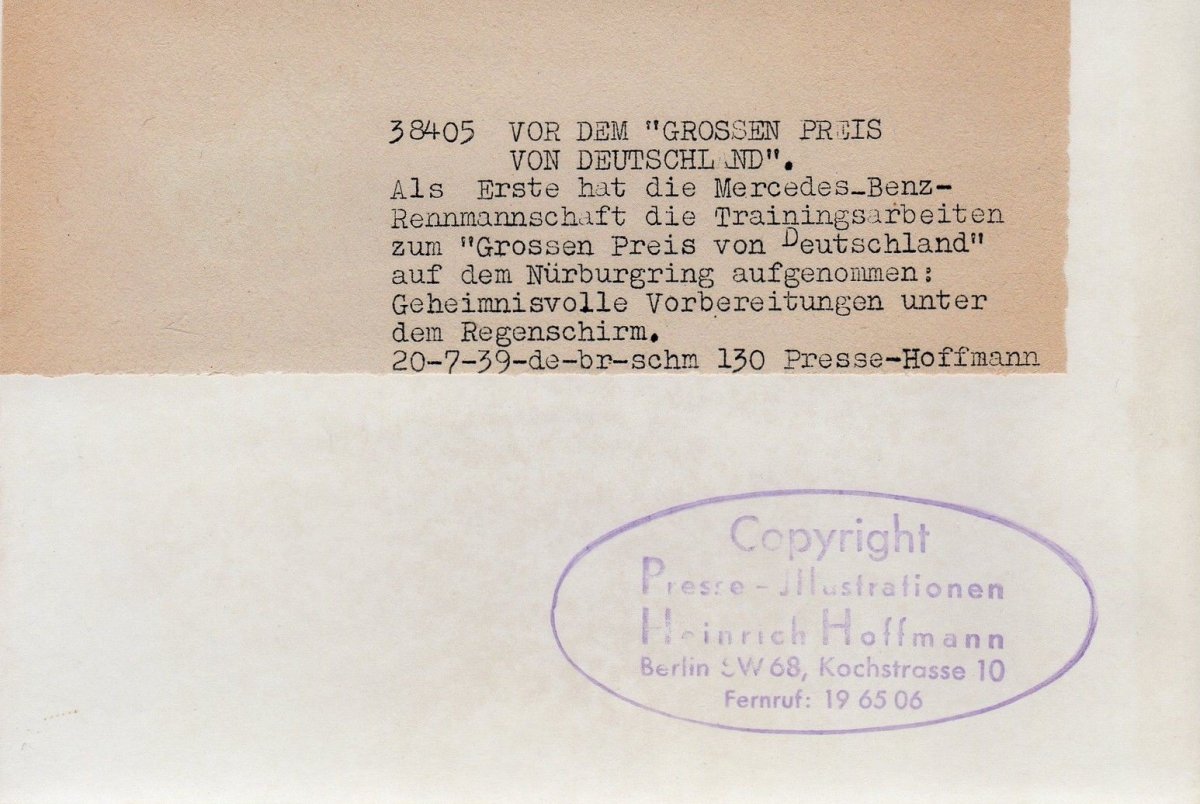 38405 VOR DEM "GROSSEN PREIS
VON DEUTSCHLAND".
Als Erste hat die Mercedes-Benz-
Rennmannschaft die Trainingsarbeiten
zum "Grossen Preis von Deutschland"
auf dem Nürburgring aufgenommen:
Geheimnisvolle Vorbereitungen unter
dem Regenschirm.
20-7-39-de-br-schm 130 Presse-Hoffmann
Copyright
Presse-Illustrationen
Heinrich Hoffmann
Berlin SW 68, Kochstrasse 10
Fernruf: 19 65 06